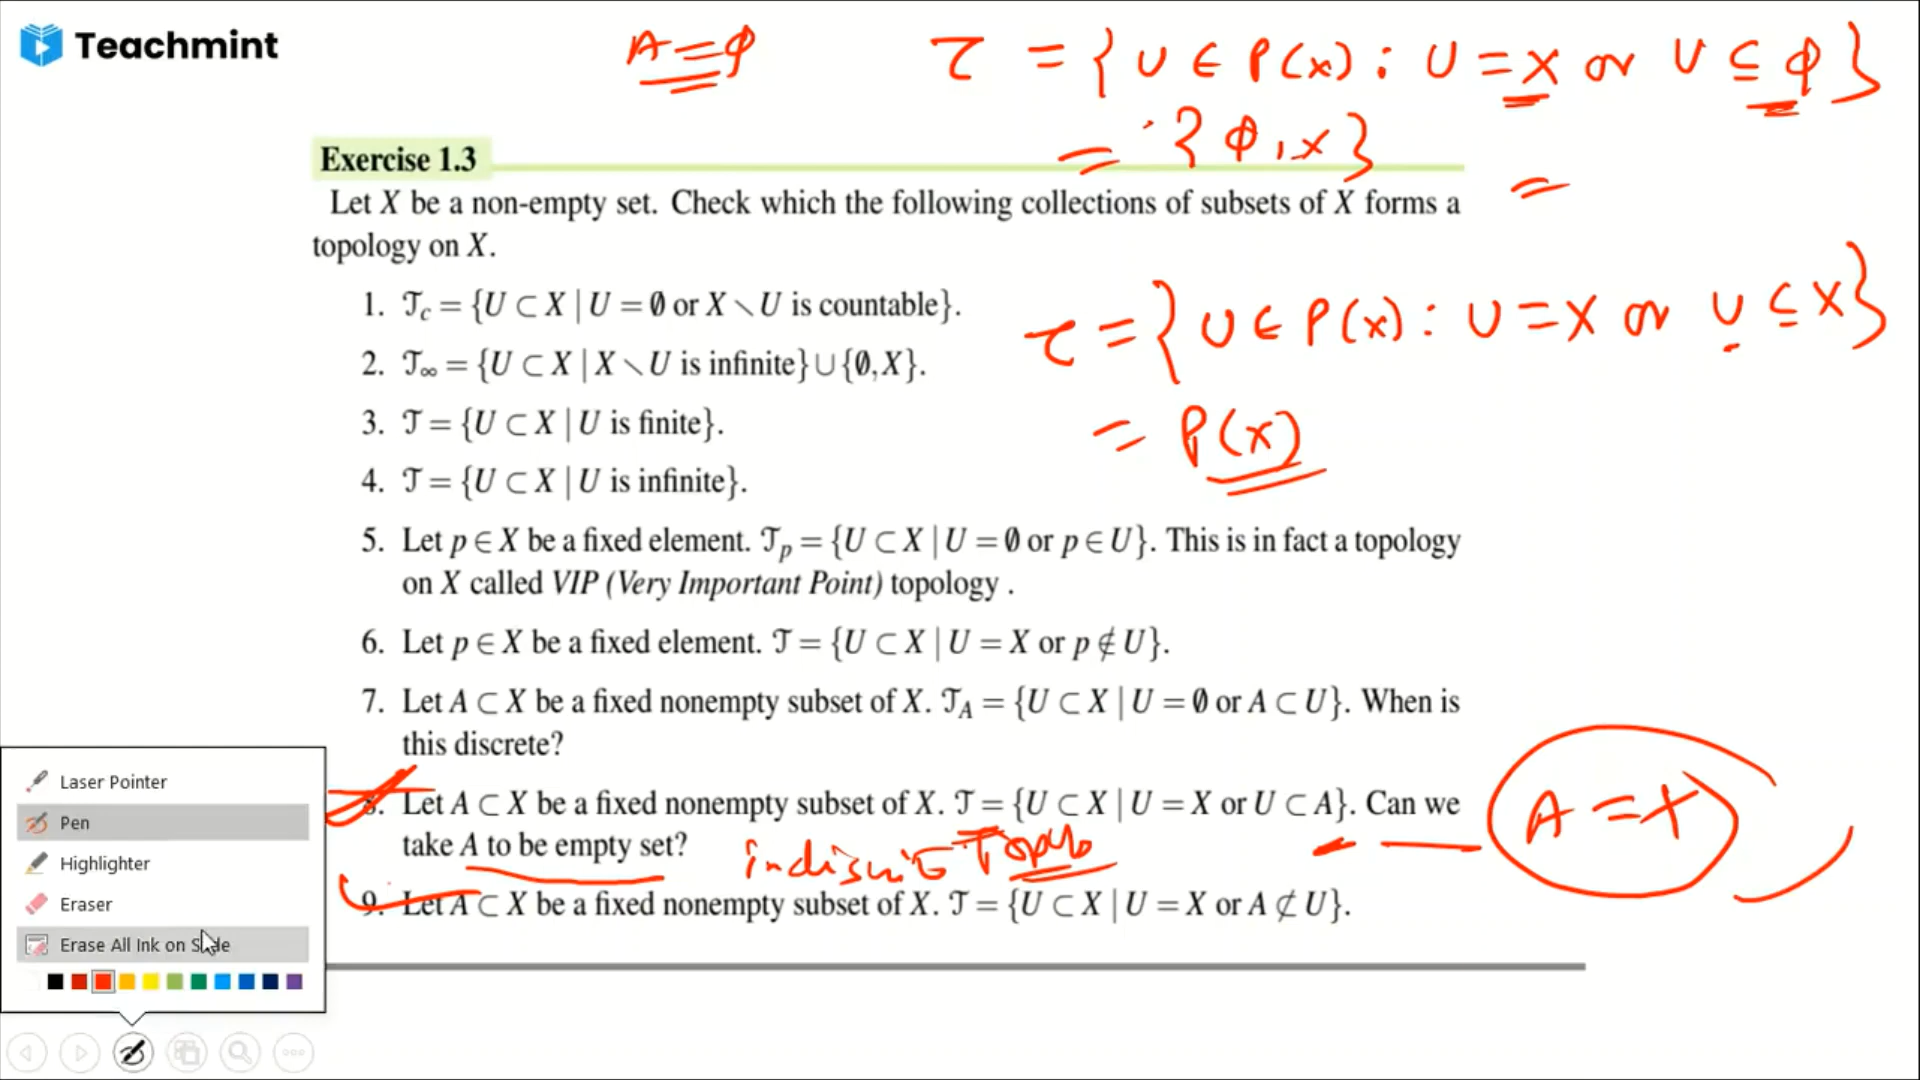 Teachmint
A = φ
τ = {U ∈ P(X) : U = X or U ⊆ φ}
= {φ, X}
Exercise 1.3
Let X be a non-empty set. Check which the following collections of subsets of X forms a
topology on X.
1. 𝒯c = {U ⊂ X | U = ∅ or X ∖ U is countable}.
τ = {U ∈ P(X) : U = X or U ⊆ X}
2. 𝒯∞ = {U ⊂ X | X ∖ U is infinite} ∪ {∅, X}.
3. 𝒯 = {U ⊂ X | U is finite}.
= P(X)
4. 𝒯 = {U ⊂ X | U is infinite}.
5. Let p ∈ X be a fixed element. 𝒯p = {U ⊂ X | U = ∅ or p ∈ U}. This is in fact a topology
on X called VIP (Very Important Point) topology .
6. Let p ∈ X be a fixed element. 𝒯 = {U ⊂ X | U = X or p ∉ U}.
7. Let A ⊂ X be a fixed nonempty subset of X. 𝒯A = {U ⊂ X | U = ∅ or A ⊂ U}. When is
this discrete?
8. Let A ⊂ X be a fixed nonempty subset of X. 𝒯 = {U ⊂ X | U = X or U ⊂ A}. Can we
take A to be empty set?
A = X
9. Let A ⊂ X be a fixed nonempty subset of X. 𝒯 = {U ⊂ X | U = X or A ⊄ U}.
Laser Pointer
Pen
Highlighter
Eraser
Erase All Ink on Slide